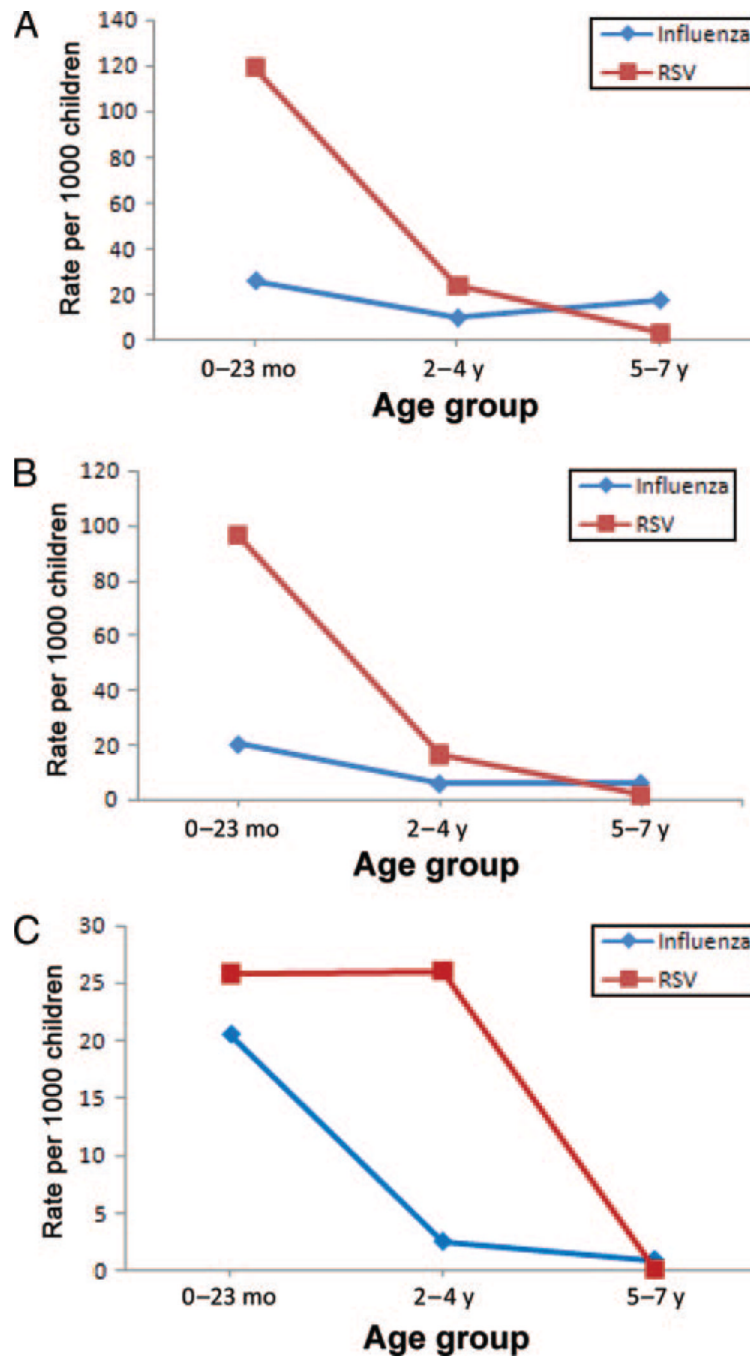 A
Influenza
RSV
Rate per 1000 children
140
120
100
80
60
40
20
0
0–23 mo 2–4 y 5–7 y
Age group
B
Influenza
RSV
Rate per 1000 children
120
100
80
60
40
20
0
0–23 mo 2–4 y 5–7 y
Age group
C
Influenza
RSV
Rate per 1000 children
30
25
20
15
10
5
0
0–23 mo 2–4 y 5–7 y
Age group